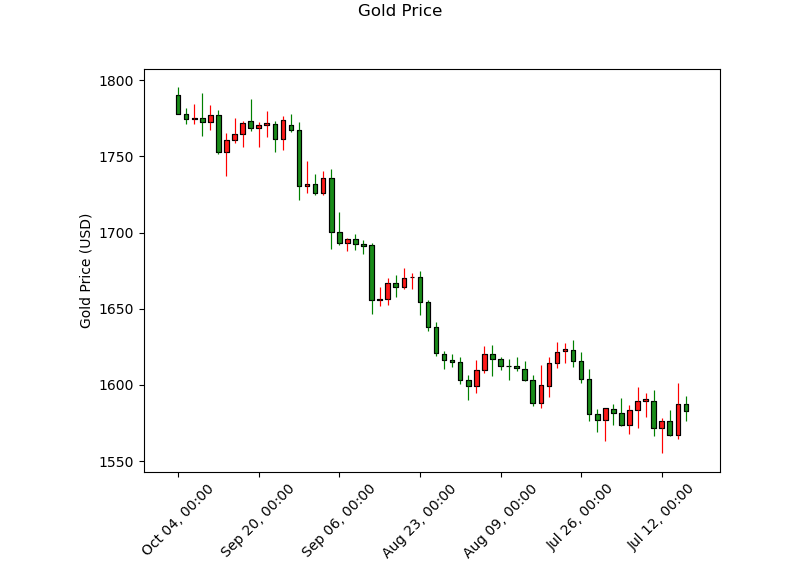 Gold Price
1800
1750
1700
1650
1600
1550
Gold Price (USD)
Oct 04, 00:00
Sep 20, 00:00
Sep 06, 00:00
Aug 23, 00:00
Aug 09, 00:00
Jul 26, 00:00
Jul 12, 00:00